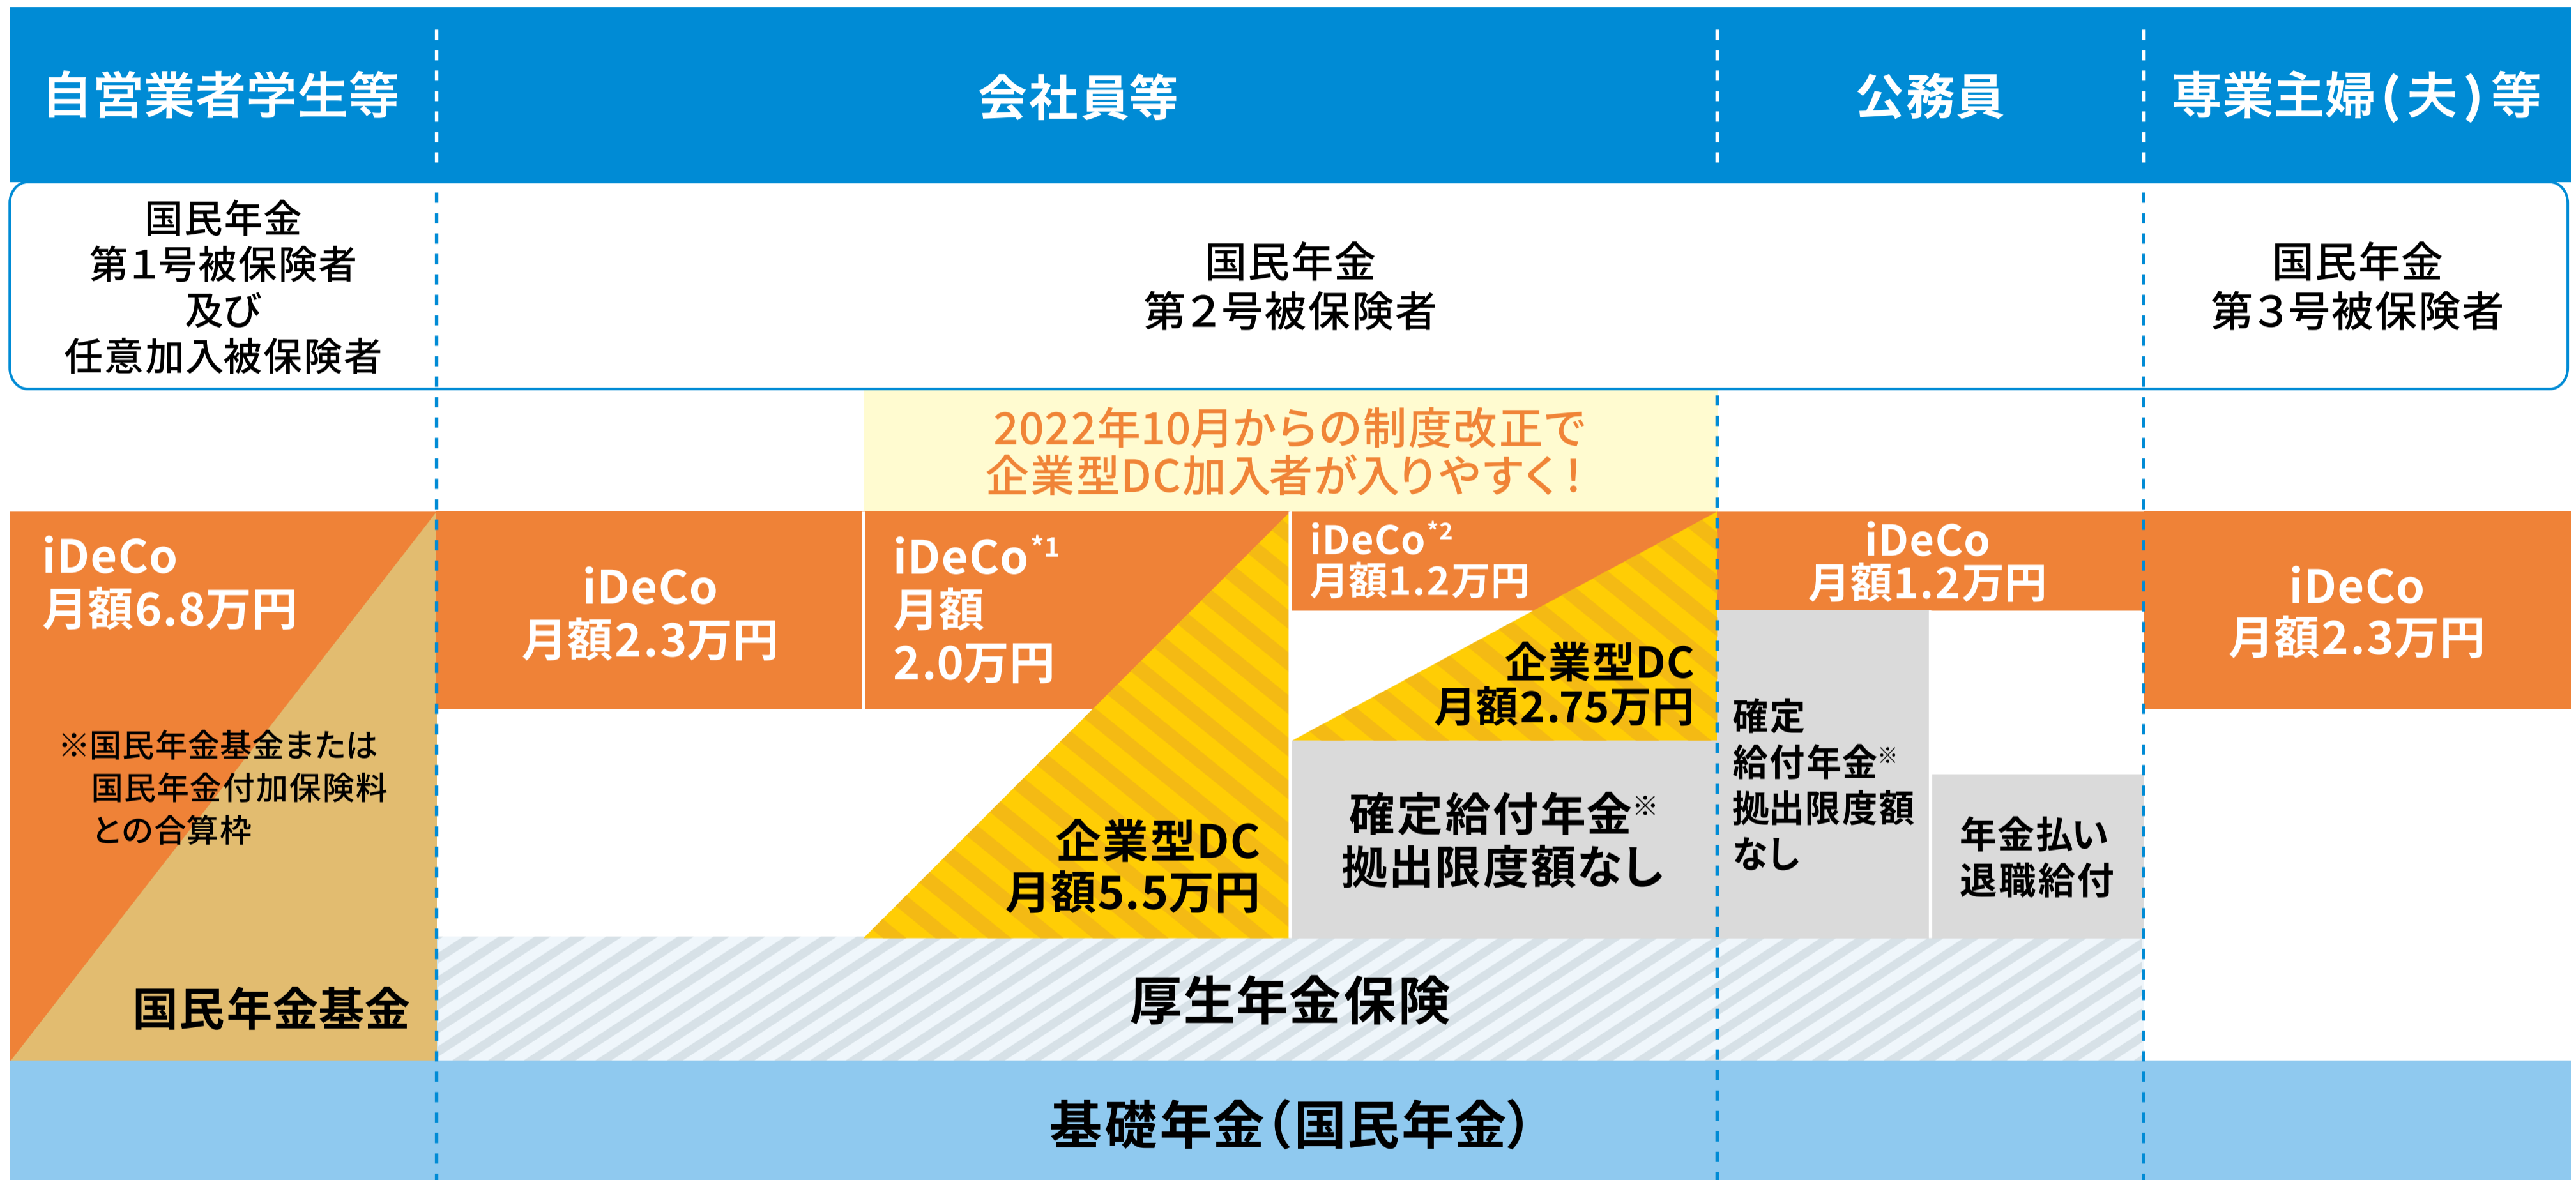 自営業者学生等
会社員等
公務員
専業主婦(夫)等
国民年金
第1号被保険者
及び
任意加入被保険者
国民年金
第2号被保険者
国民年金
第3号被保険者
2022年10月からの制度改正で
企業型DC加入者が入りやすく！
iDeCo
月額6.8万円
※国民年金基金または
国民年金付加保険料
との合算枠
国民年金基金
iDeCo
月額2.3万円
iDeCo*1
月額
2.0万円
企業型DC
月額5.5万円
iDeCo*2
月額1.2万円
企業型DC
月額2.75万円
確定給付年金※
拠出限度額なし
iDeCo
月額1.2万円
確定
給付年金※
拠出限度額
なし
年金払い
退職給付
iDeCo
月額2.3万円
厚生年金保険
基礎年金（国民年金）